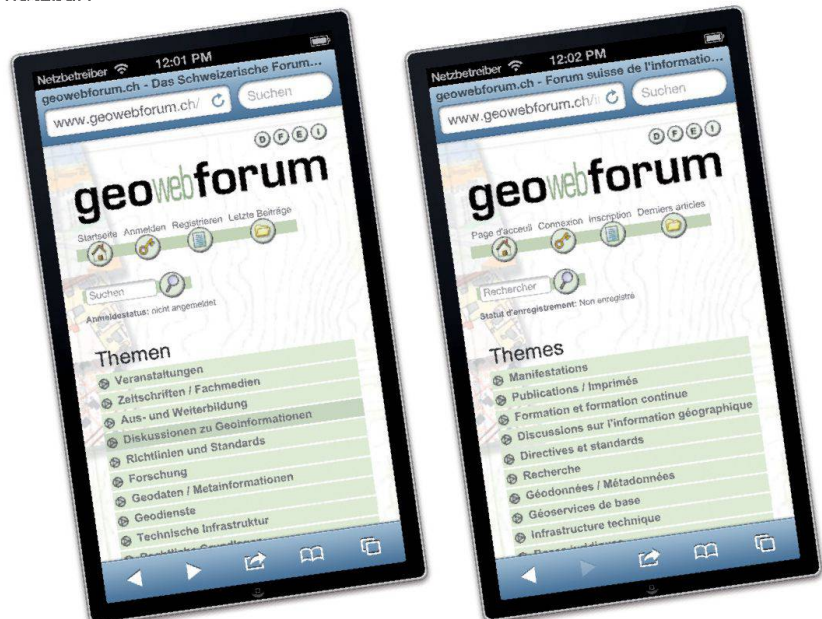 Netzbetreiber 12:01 PM
geowebforum.ch - Das Schweizerische Forum...
www.geowebforum.ch/ Suchen
D F E I
geowebforum
Startseite Anmelden Registrieren Letzte Beiträge
Suchen
Anmeldestatus: nicht angemeldet
Themen
Veranstaltungen
Zeitschriften / Fachmedien
Aus- und Weiterbildung
Diskussionen zu Geoinformationen
Richtlinien und Standards
Forschung
Geodaten / Metainformationen
Geodienste
Technische Infrastruktur
Netzbetreiber 12:02 PM
geowebforum.ch - Forum suisse de l'informatio...
www.geowebforum.ch/i Suchen
D F E I
geowebforum
Page d'acceuil Connexion Inscription Derniers articles
Rechercher
Statut d'enregistrement: Non enregistré
Themes
Manifestations
Publications / Imprimés
Formation et formation continue
Discussions sur l'information géographique
Directives et standards
Recherche
Géodonnées / Métadonnées
Géoservices de base
Infrastructure technique